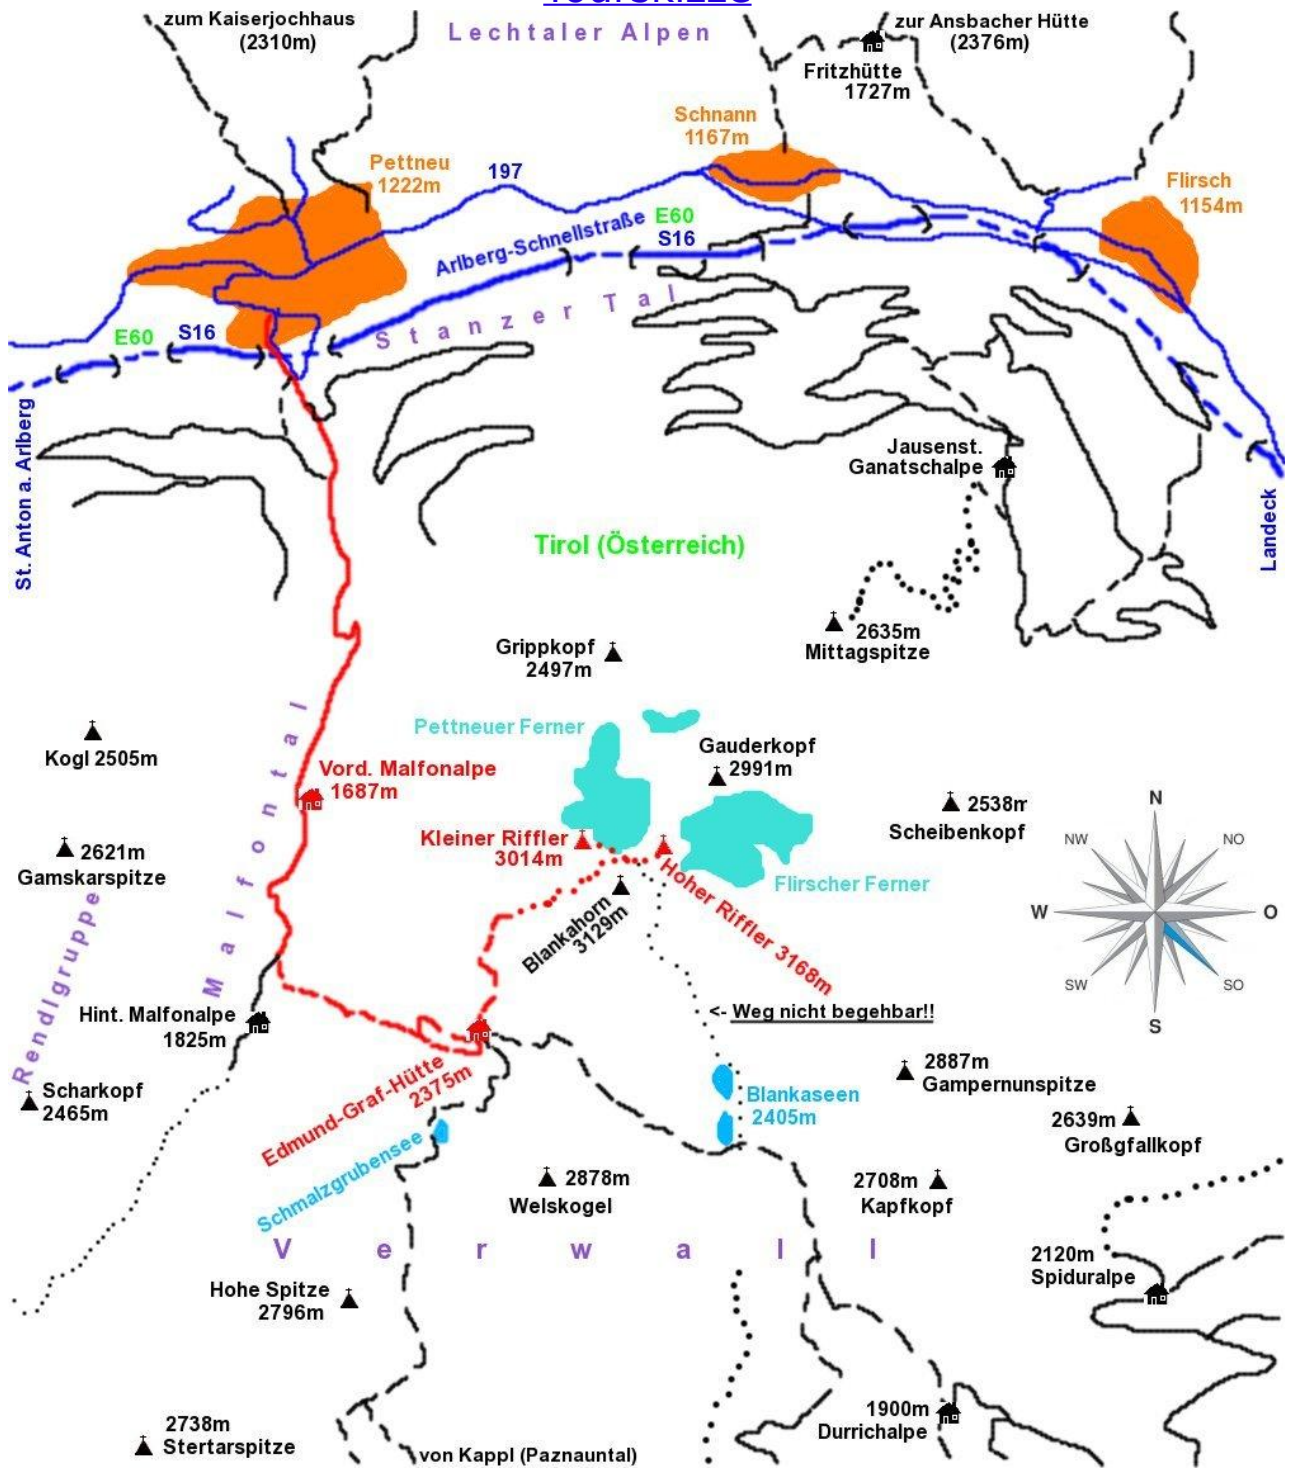 Tourskizze
zum Kaiserjochhaus
(2310m)
Lechtaler Alpen
zur Ansbacher Hütte
(2376m)
Fritzhütte
1727m
Schnann
1167m
Pettneu
1222m
197
Flirsch
1154m
Arlberg-Schnellstraße
E60
S16
Stanzer Tal
E60
S16
St. Anton a. Arlberg
Jausenst.
Ganatschalpe
Landeck
Tirol (Österreich)
2635m
Mittagspitze
Grippkopf
2497m
Pettneuer Ferner
Gauderkopf
2991m
Kogl 2505m
Vord. Malfonalpe
1687m
2538m
Scheibenkopf
N
NW
NO
W
O
SW
SO
S
Kleiner Riffler
3014m
2621m
Gamskarspitze
Malfontal
Flirscher Ferner
Hoher Riffler 3168m
Blankahorn
3129m
Rendlgruppe
Hint. Malfonalpe
1825m
<- Weg nicht begehbar!!
Scharkopf
2465m
Edmund-Graf-Hütte
2375m
2887m
Gampernunspitze
Blankaseen
2405m
2639m
Großgfallkopf
Schmalzgrubensee
2878m
Welskogel
2708m
Kapfkopf
Verwall
2120m
Spiduralpe
Hohe Spitze
2796m
1900m
Durrichalpe
2738m
Stertarspitze
von Kappl (Paznauntal)